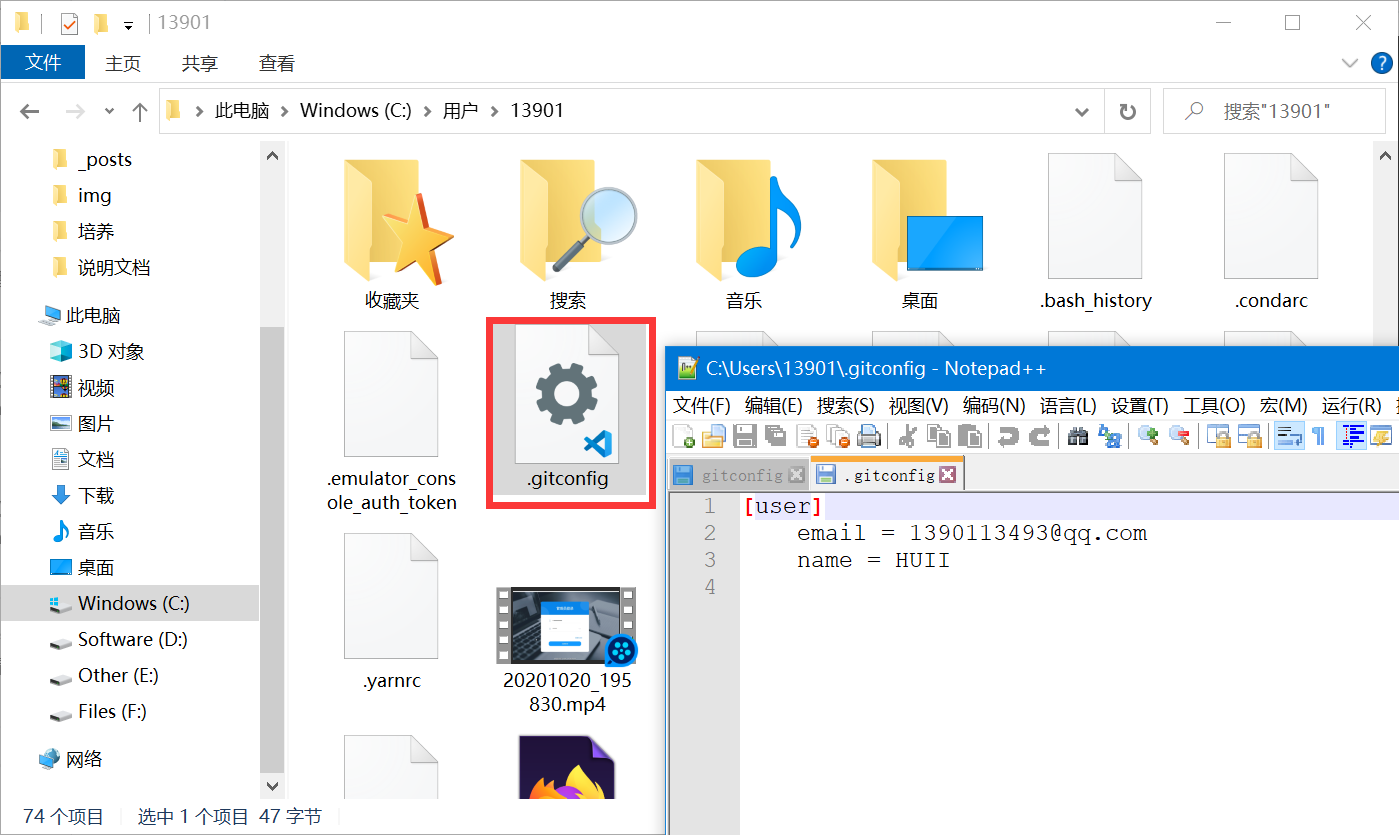 13901
文件 主页 共享 查看
此电脑 Windows (C:) 用户 13901
搜索"13901"
_posts
img
培养
说明文档
此电脑
3D 对象
视频
图片
文档
下载
音乐
桌面
Windows (C:)
Software (D:)
Other (E:)
Files (F:)
网络
收藏夹
搜索
音乐
桌面
.bash_history
.condarc
.emulator_cons
ole_auth_token
.gitconfig
.yarnrc
20201020_195
830.mp4
C:\Users\13901\.gitconfig - Notepad++
文件(F) 编辑(E) 搜索(S) 视图(V) 编码(N) 语言(L) 设置(T) 工具(O) 宏(M) 运行(R)
gitconfig .gitconfig
1 [user]
2 email = 1390113493@qq.com
3 name = HUII
4
74 个项目 选中 1 个项目 47 字节